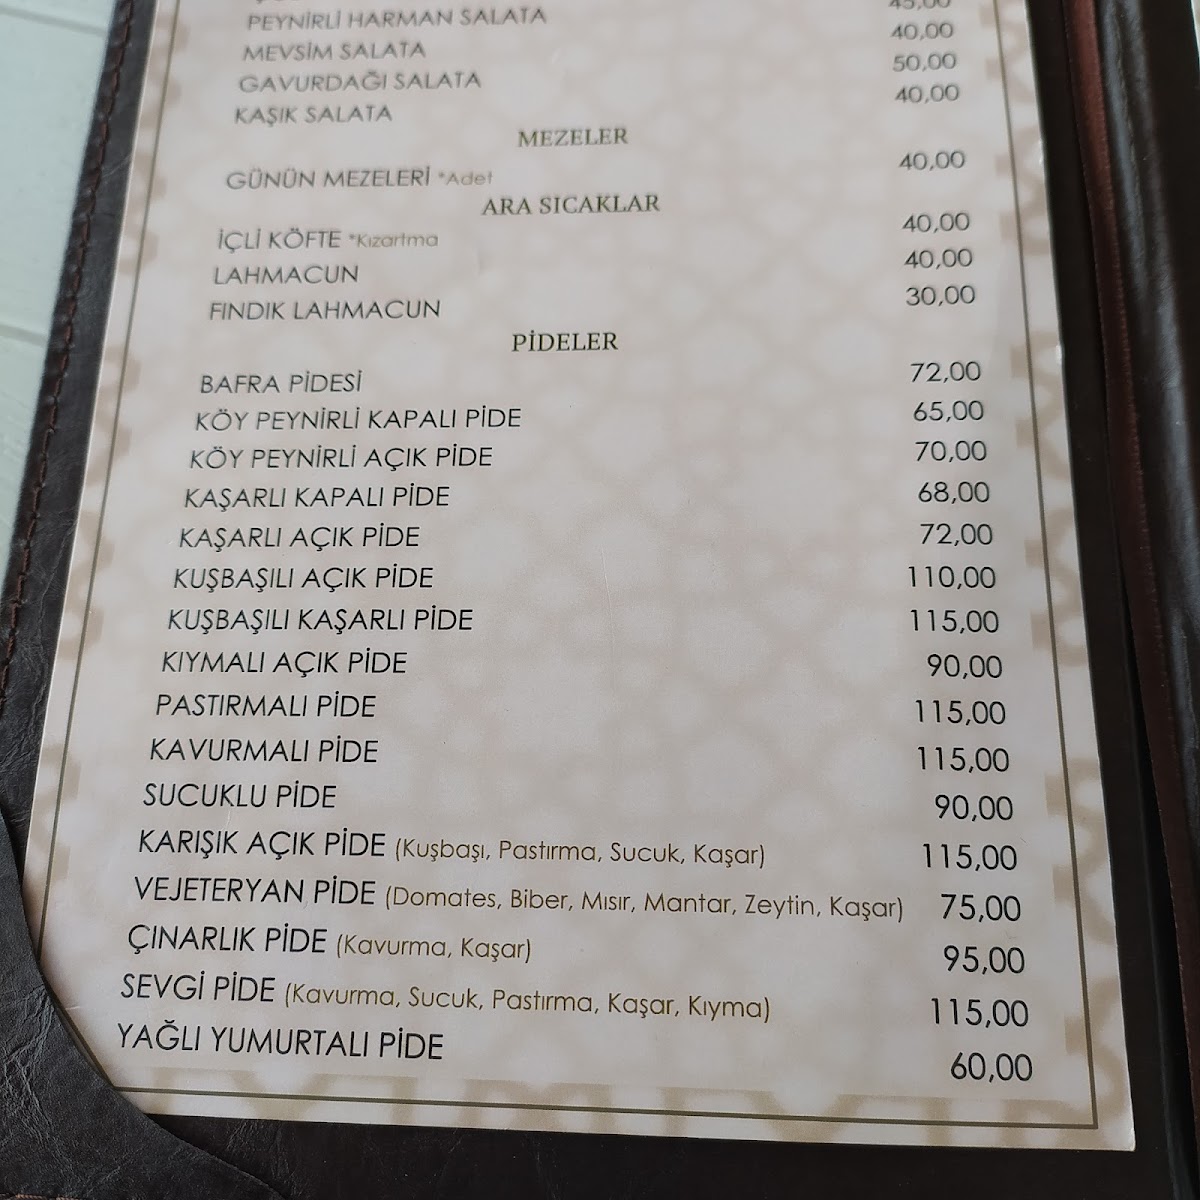 PEYNİRLİ HARMAN SALATA 45,00
MEVSİM SALATA 40,00
GAVURDAĞI SALATA 50,00
KAŞIK SALATA 40,00
MEZELER
GÜNÜN MEZELERİ *Adet 40,00
ARA SICAKLAR
İÇLİ KÖFTE *Kızartma 40,00
LAHMACUN 40,00
FINDIK LAHMACUN 30,00
PİDELER
BAFRA PİDESİ 72,00
KÖY PEYNİRLİ KAPALI PİDE 65,00
KÖY PEYNİRLİ AÇIK PİDE 70,00
KAŞARLI KAPALI PİDE 68,00
KAŞARLI AÇIK PİDE 72,00
KUŞBAŞILI AÇIK PİDE 110,00
KUŞBAŞILI KAŞARLI PİDE 115,00
KIYMALI AÇIK PİDE 90,00
PASTIRMALI PİDE 115,00
KAVURMALI PİDE 115,00
SUCUKLU PİDE 90,00
KARIŞIK AÇIK PİDE (Kuşbaşı, Pastırma, Sucuk, Kaşar) 115,00
VEJETERYAN PİDE (Domates, Biber, Mısır, Mantar, Zeytin, Kaşar) 75,00
ÇINARLIK PİDE (Kavurma, Kaşar) 95,00
SEVGİ PİDE (Kavurma, Sucuk, Pastırma, Kaşar, Kıyma) 115,00
YAĞLI YUMURTALI PİDE 60,00